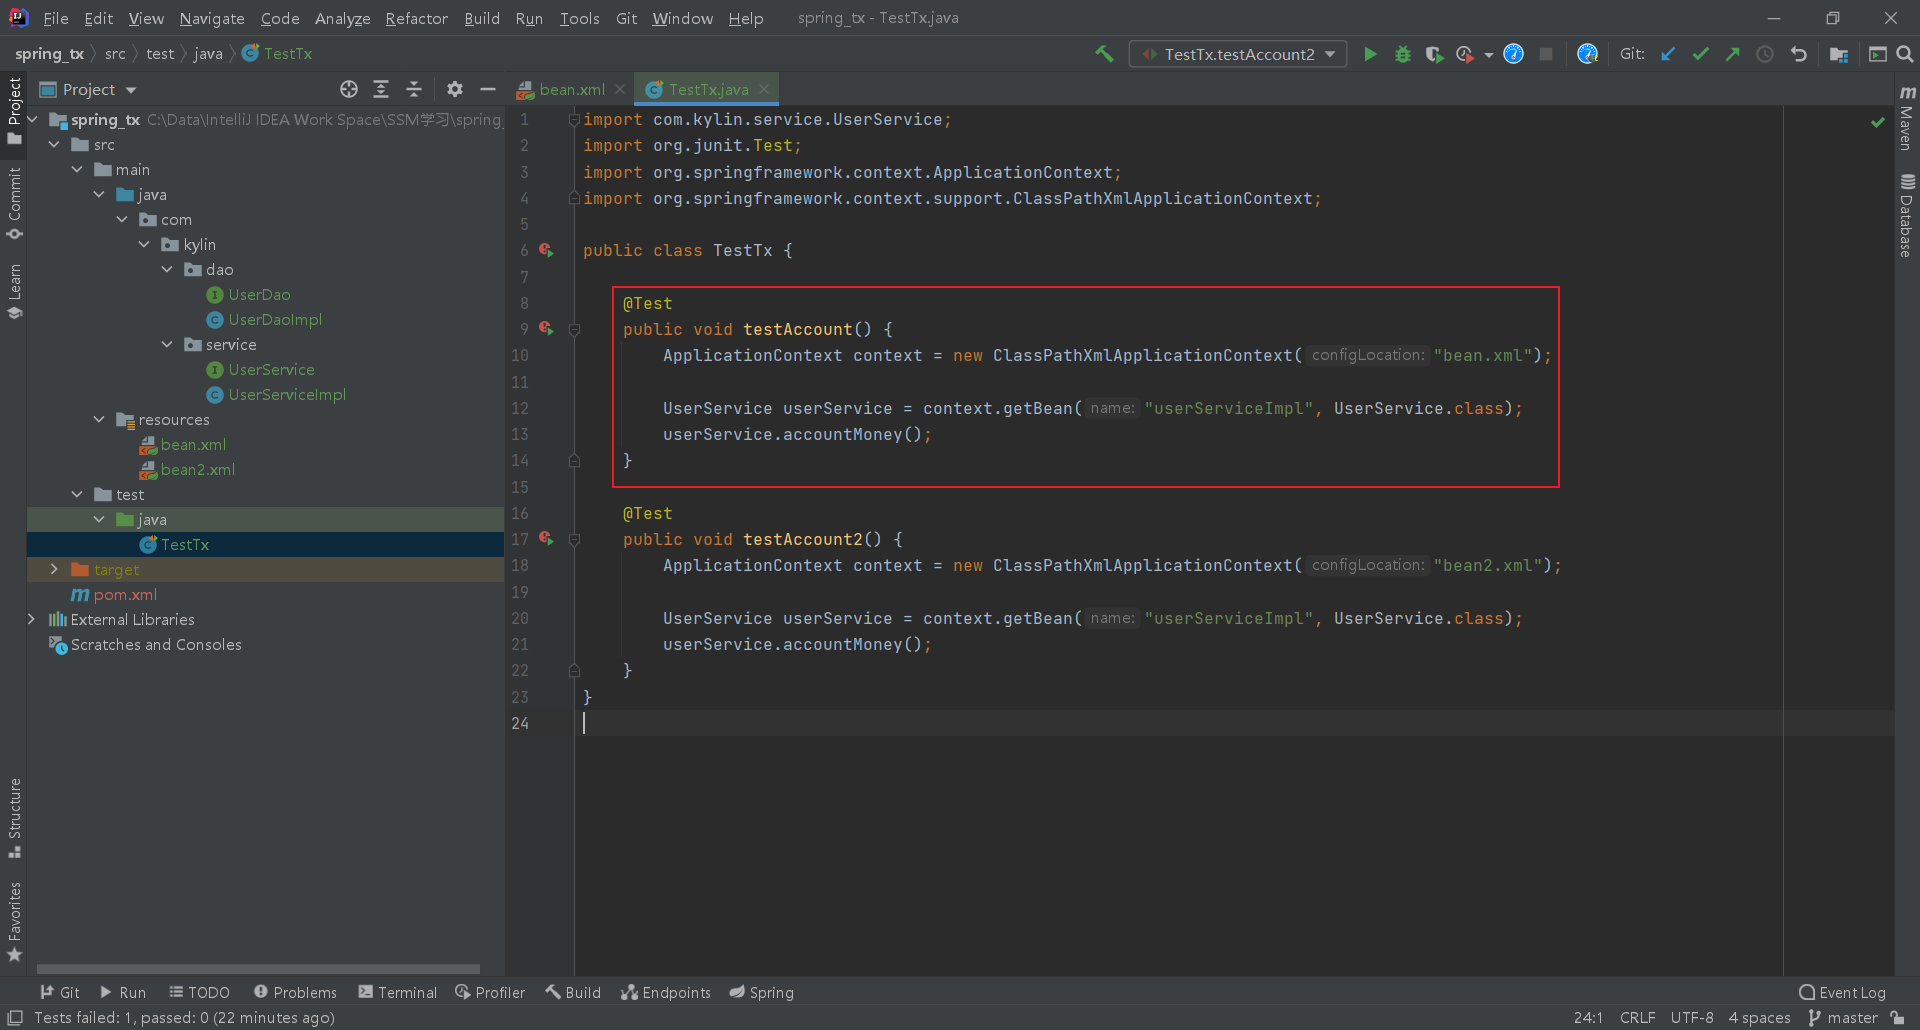 File Edit View Navigate Code Analyze Refactor Build Run Tools Git Window Help spring_tx - TestTx.java
spring_tx src test java TestTx TestTx.testAccount2 Git:
Project bean.xml TestTx.java
Project
Commit
Learn
Structure
Favorites
spring_tx C:\Data\IntelliJ IDEA Work Space\SSM学习\spring_
src
main
java
com
kylin
dao
UserDao
UserDaoImpl
service
UserService
UserServiceImpl
resources
bean.xml
bean2.xml
test
java
TestTx
target
pom.xml
External Libraries
Scratches and Consoles
1 import com.kylin.service.UserService;
2 import org.junit.Test;
3 import org.springframework.context.ApplicationContext;
4 import org.springframework.context.support.ClassPathXmlApplicationContext;
5
6 public class TestTx {
7
8 @Test
9 public void testAccount() {
10 ApplicationContext context = new ClassPathXmlApplicationContext( configLocation: "bean.xml");
11
12 UserService userService = context.getBean( name: "userServiceImpl", UserService.class);
13 userService.accountMoney();
14 }
15
16 @Test
17 public void testAccount2() {
18 ApplicationContext context = new ClassPathXmlApplicationContext( configLocation: "bean2.xml");
19
20 UserService userService = context.getBean( name: "userServiceImpl", UserService.class);
21 userService.accountMoney();
22 }
23 }
24
Maven
Database
Git Run TODO Problems Terminal Profiler Build Endpoints Spring Event Log
Tests failed: 1, passed: 0 (22 minutes ago) 24:1 CRLF UTF-8 4 spaces master